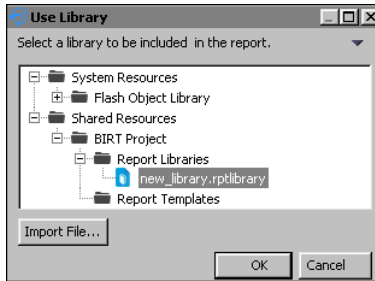 Use Library
Select a library to be included in the report.
System Resources
Flash Object Library
Shared Resources
BIRT Project
Report Libraries
new_library.rptlibrary
Report Templates
Import File...
OK
Cancel